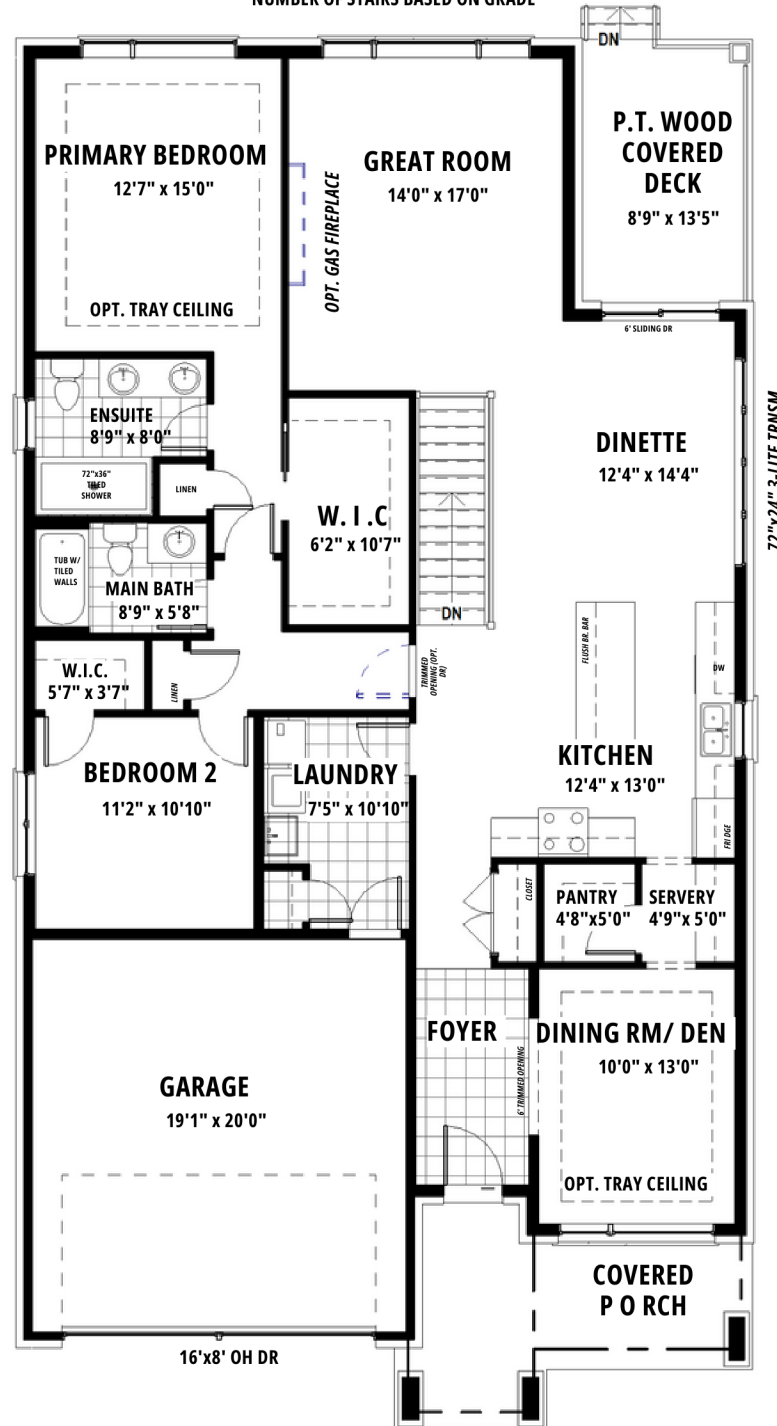 NUMBER OF STAIRS BASED ON GRADE
DN
P.T. WOOD
COVERED
DECK
8'9" x 13'5"
PRIMARY BEDROOM
12'7" x 15'0"
OPT. TRAY CEILING
GREAT ROOM
14'0" x 17'0"
OPT. GAS FIREPLACE
6' SLIDING DR
ENSUITE
8'9" x 8'0"
72"x36"
TILED
SHOWER
LINEN
W. I .C
6'2" x 10'7"
DINETTE
12'4" x 14'4"
72"x24" 3-LITE TRNSM
TUB W/
TILED
WALLS
MAIN BATH
8'9" x 5'8"
DN
FLUSH BR. BAR
DW
W.I.C.
5'7" x 3'7"
LINEN
TRIMMED
OPENING (OPT.
DR)
BEDROOM 2
11'2" x 10'10"
LAUNDRY
7'5" x 10'10"
KITCHEN
12'4" x 13'0"
FRIDGE
CLOSET
PANTRY
4'8"x5'0"
SERVERY
4'9"x 5'0"
FOYER
6' TRIMMED OPENING
DINING RM/ DEN
10'0" x 13'0"
OPT. TRAY CEILING
GARAGE
19'1" x 20'0"
16'x8' OH DR
COVERED
P O RCH